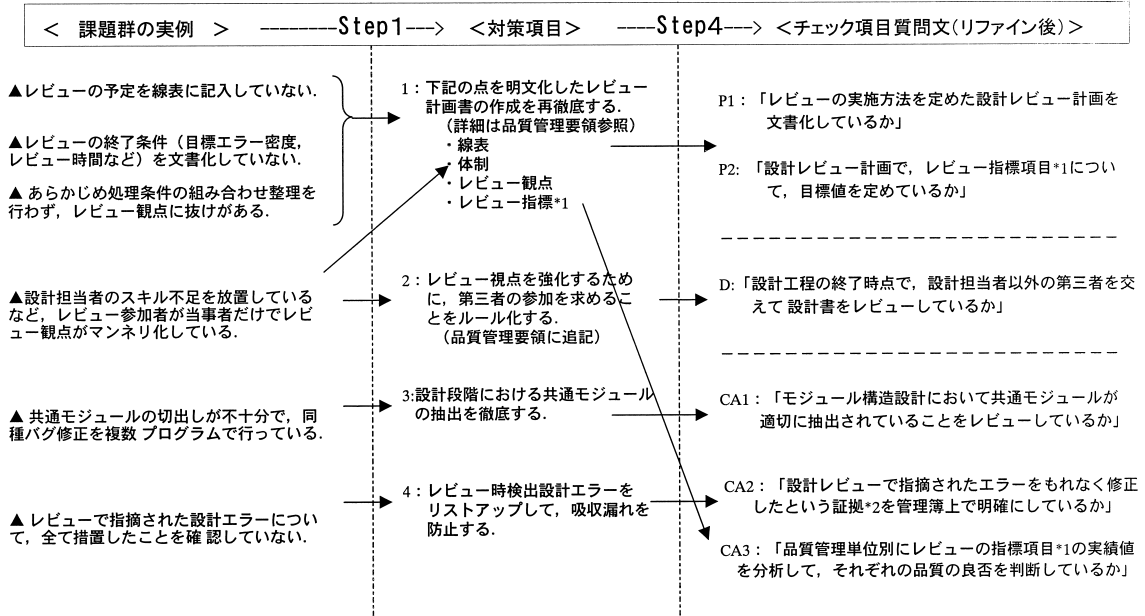 ＜ 課題群の実例 ＞ --------Step1---> ＜対策項目＞ ----Step4---> ＜チェック項目質問文(リファイン後)＞
▲レビューの予定を線表に記入していない.
▲レビューの終了条件（目標エラー密度,
レビュー時間など）を文書化していない.
▲ あらかじめ処理条件の組み合わせ整理を
行わず，レビュー観点に抜けがある.
▲設計担当者のスキル不足を放置している
など，レビュー参加者が当事者だけでレビ
ュー観点がマンネリ化している.
▲ 共通モジュールの切出しが不十分で，同
種バグ修正を複数 プログラムで行っている.
▲ レビューで指摘された設計エラーについ
て，全て措置したことを確 認していない.
1：下記の点を明文化したレビュー
計画書の作成を再徹底する.
（詳細は品質管理要領参照）
・線表
・体制
・レビュー観点
・レビュー指標*1
2：レビュー視点を強化するため
に，第三者の参加を求めるこ
とをルール化する.
（品質管理要領に追記）
3:設計段階における共通モジュール
の抽出を徹底する.
4：レビュー時検出設計エラーを
リストアップして，吸収漏れを
防止する.
P1：「レビューの実施方法を定めた設計レビュー計画を
文書化しているか」
P2:「設計レビュー計画で，レビュー指標項目*1につい
て，目標値を定めているか」
D:「設計工程の終了時点で，設計担当者以外の第三者を交
えて 設計書をレビューしているか」
CA1：「モジュール構造設計において共通モジュールが
適切に抽出されていることをレビューしているか」
CA2：「設計レビューで指摘されたエラーをもれなく修正
したという証拠*2を管理簿上で明確にしているか」
CA3：「品質管理単位別にレビューの指標項目*1の実績値
を分析して，それぞれの品質の良否を判断しているか」